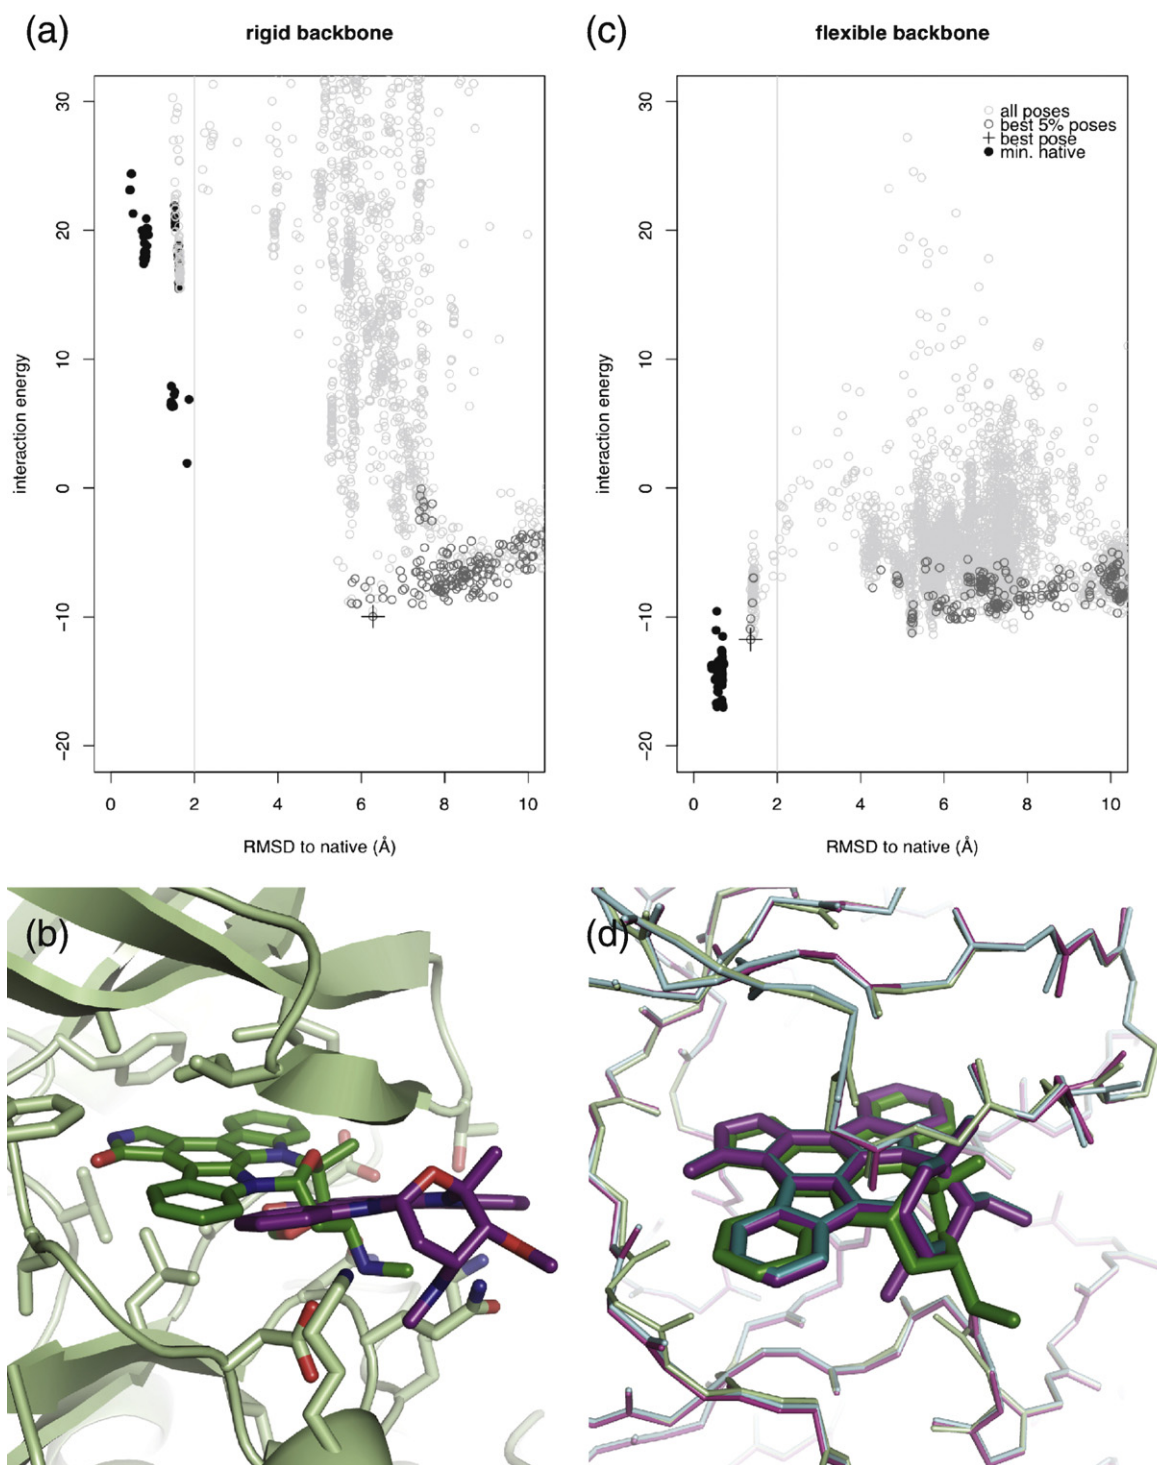 (a)
rigid backbone
interaction energy
30
20
10
0
−10
−20
0 2 4 6 8 10
RMSD to native (Å)
(c)
flexible backbone
all poses
best 5% poses
best pose
min. native
interaction energy
30
20
10
0
−10
−20
0 2 4 6 8 10
RMSD to native (Å)
(b)
(d)